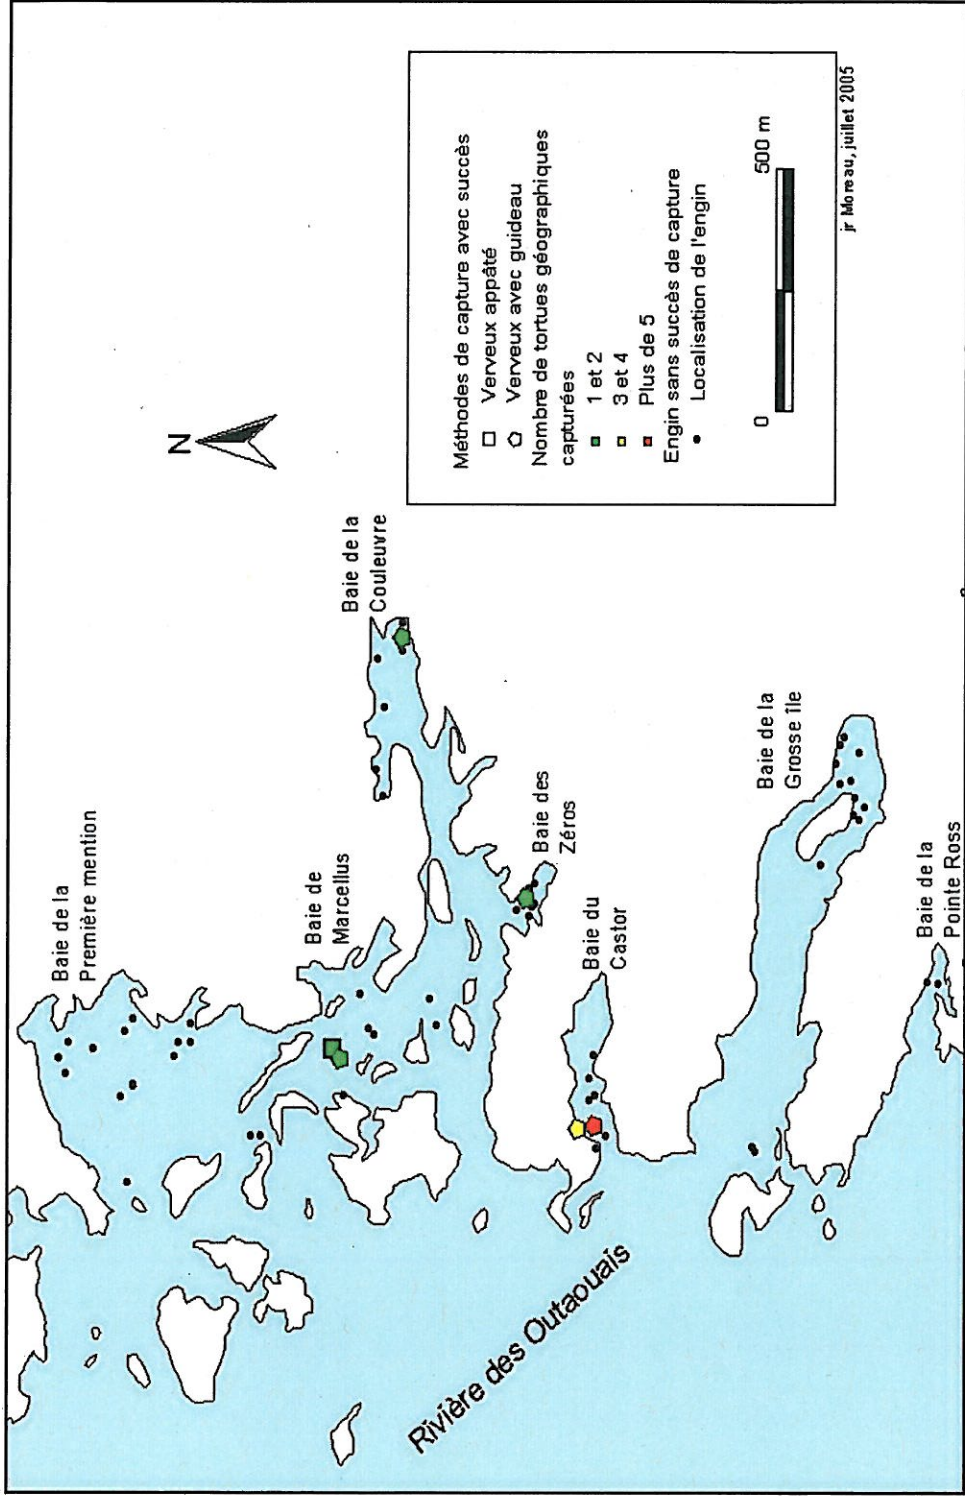 N
Baie de la
Première mention
Baie de
Marcellus
Baie de la
Couleuvre
Baie des
Zéros
Baie du
Castor
Baie de la
Grosse île
Baie de la
Pointe Ross
Rivière des Outaouais
Méthodes de capture avec succès
Verveux appâté
Verveux avec guideau
Nombre de tortues géographiques
capturées
1 et 2
3 et 4
Plus de 5
Engin sans succès de capture
Localisation de l'engin
0
500 m
jr Moreau, juillet 2005